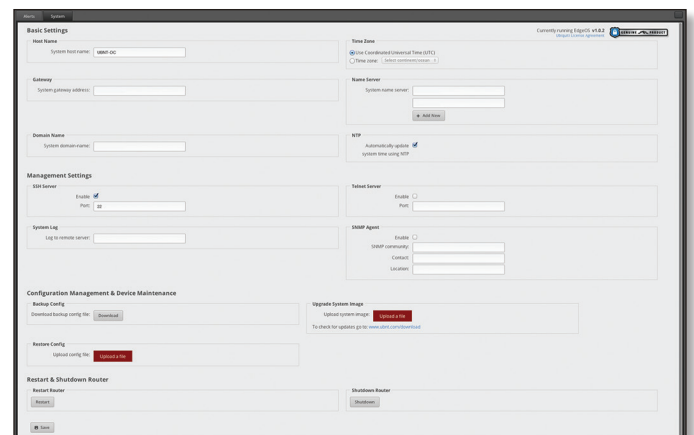 Alerts System
Basic Settings
Currently running EdgeOS v1.0.2
Ubiquiti License Agreement
GENUINE PRODUCT
Host Name
System host name: UBNT-DC
Time Zone
Use Coordinated Universal Time (UTC)
Time zone: Select continent/ocean
Gateway
System gateway address:
Name Server
System name server:
+ Add New
Domain Name
System domain name:
NTP
Automatically update
system time using NTP
Management Settings
SSH Server
Enable
Port: 22
Telnet Server
Enable
Port:
System Log
Log to remote server:
SNMP Agent
Enable
SNMP community:
Contact:
Location:
Configuration Management & Device Maintenance
Backup Config
Download backup config file: Download
Upgrade System Image
Upload system image: Upload a file
To check for updates go to: www.ubnt.com/download
Restore Config
Upload config file: Upload a file
Restart & Shutdown Router
Restart Router
Restart
Shutdown Router
Shutdown
Save